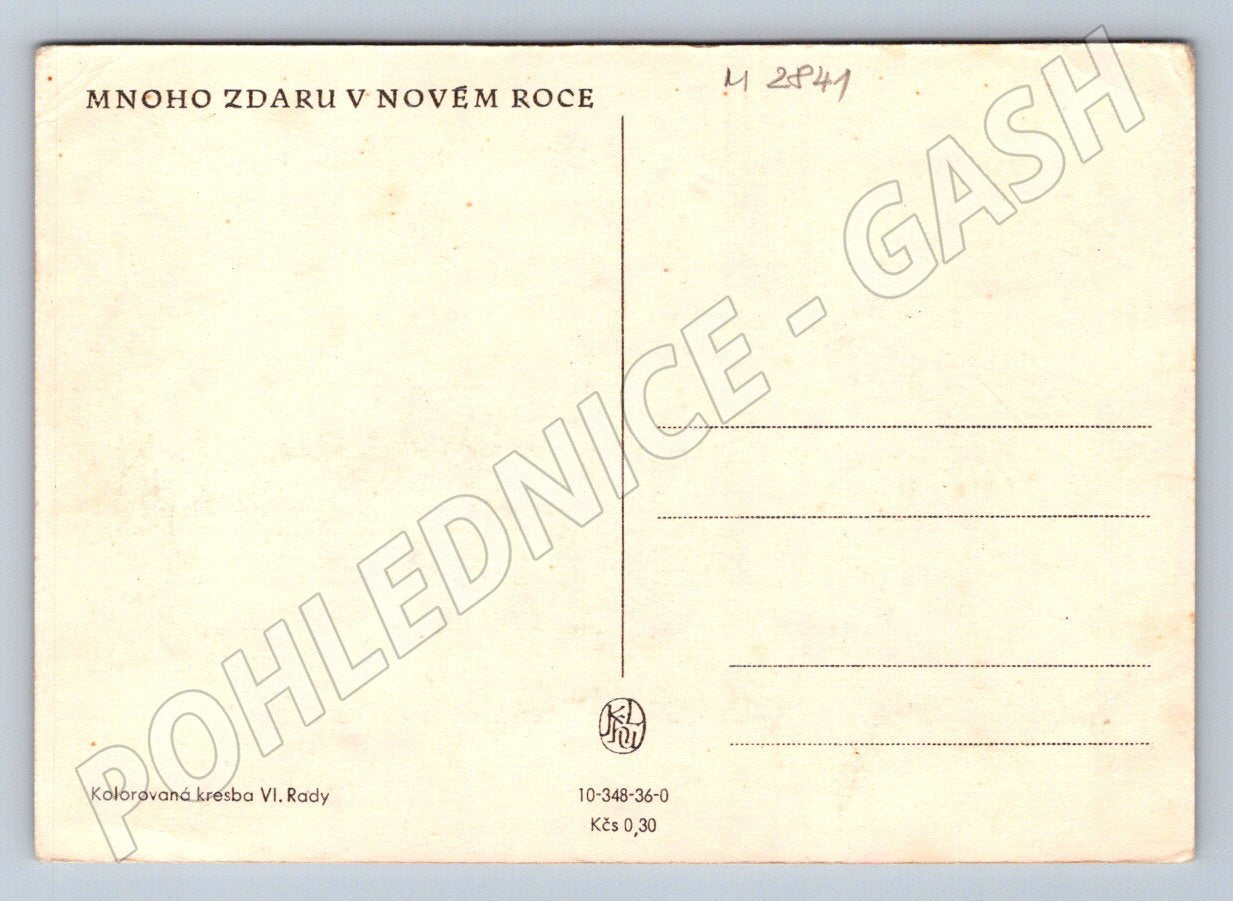 MNOHO ZDARU V NOVÉM ROCE
M 2841
POHLEDNICE - GASH
Kolorovaná kresba Vl. Rady
10-348-36-0
Kčs 0,30